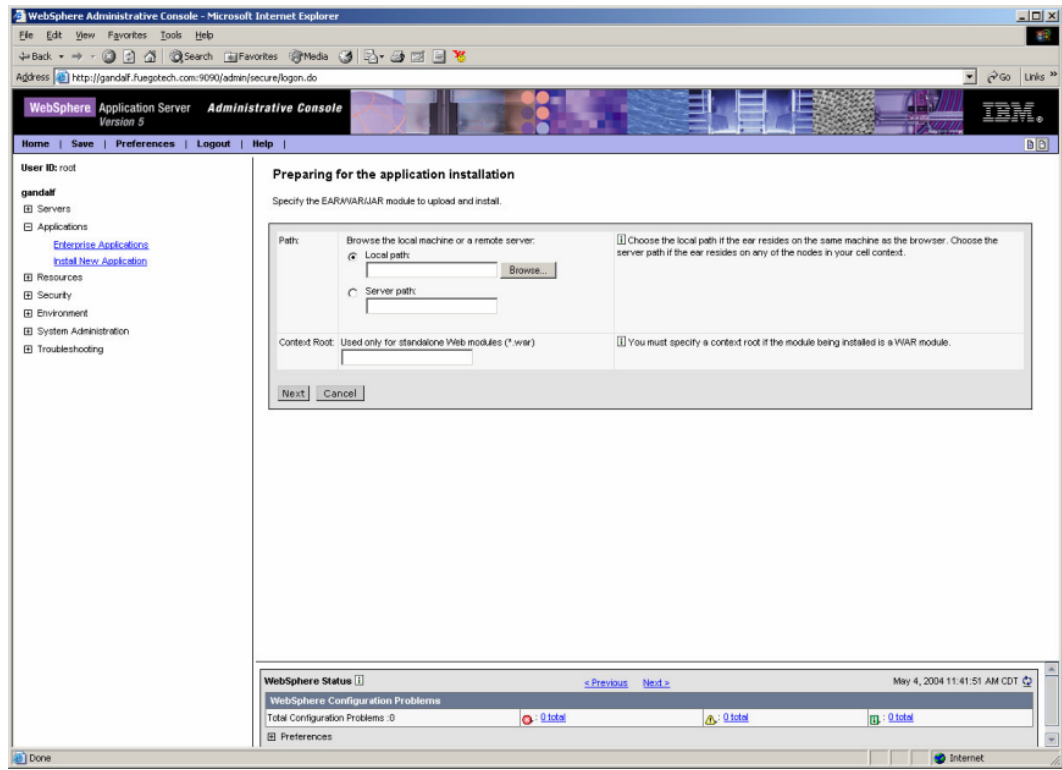 WebSphere Administrative Console - Microsoft Internet Explorer
File Edit View Favorites Tools Help
Back Search Favorites Media
Address http://gandalf.fuegotech.com:9090/admin/secure/logon.do Go Links »
WebSphere Application Server Administrative Console
Version 5
IBM.
Home | Save | Preferences | Logout | Help |
User ID: root
gandalf
Servers
Applications
Enterprise Applications
Install New Application
Resources
Security
Environment
System Administration
Troubleshooting
Preparing for the application installation
Specify the EAR/WAR/JAR module to upload and install.
Path: Browse the local machine or a remote server:
Local path:
Browse...
Server path:
i Choose the local path if the ear resides on the same machine as the browser. Choose the
server path if the ear resides on any of the nodes in your cell context.
Context Root: Used only for standalone Web modules (*.war)
i You must specify a context root if the module being installed is a WAR module.
Next Cancel
WebSphere Status i < Previous Next > May 4, 2004 11:41:51 AM CDT
WebSphere Configuration Problems
Total Configuration Problems :0 : 0 total : 0 total : 0 total
Preferences
Done Internet